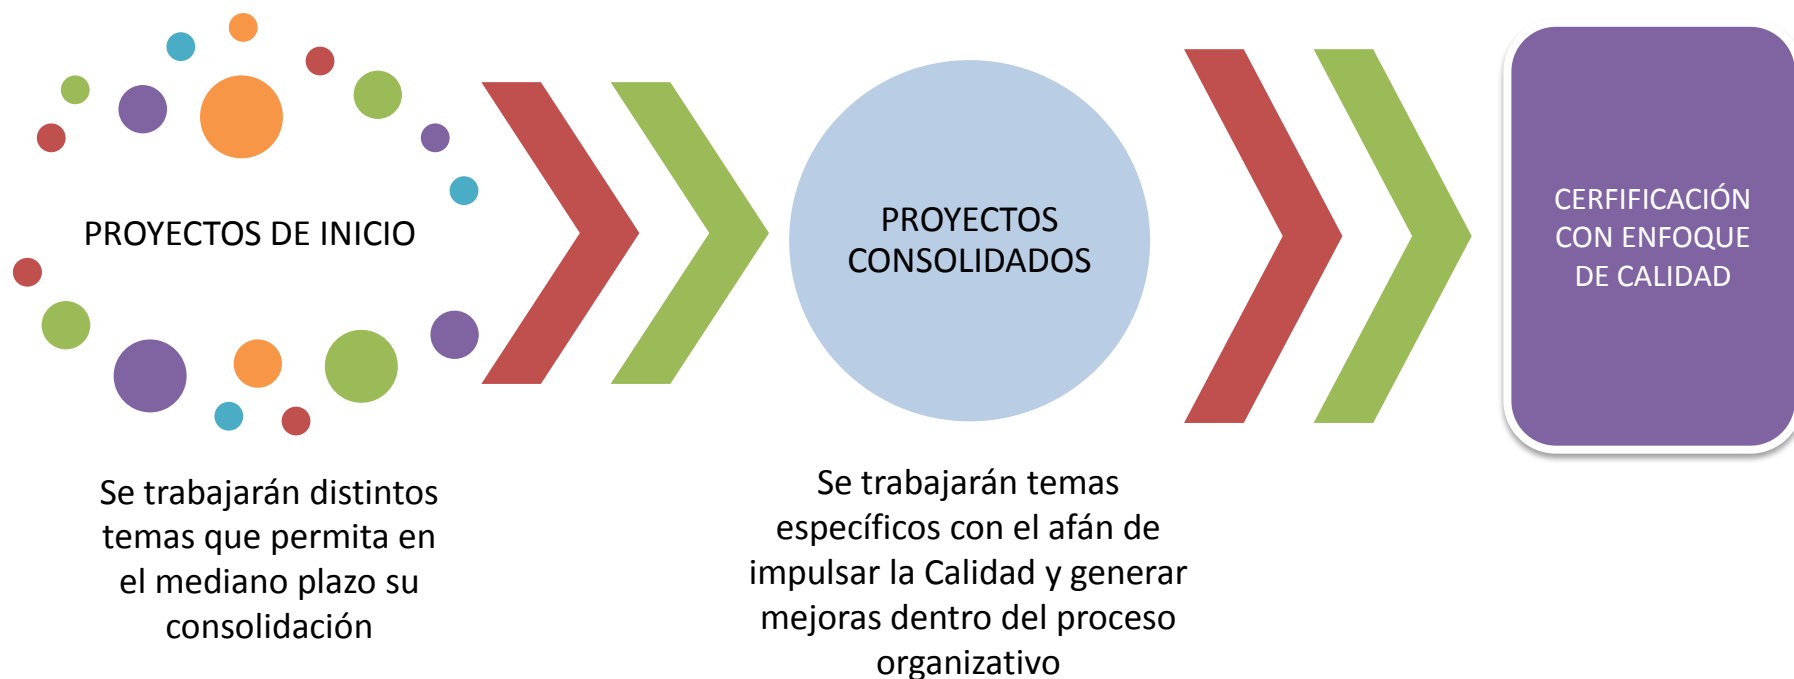 PROYECTOS DE INICIO
Se trabajarán distintos
temas que permita en
el mediano plazo su
consolidación
PROYECTOS
CONSOLIDADOS
Se trabajarán temas
específicos con el afán de
impulsar la Calidad y generar
mejoras dentro del proceso
organizativo
CERFIFICACIÓN
CON ENFOQUE
DE CALIDAD